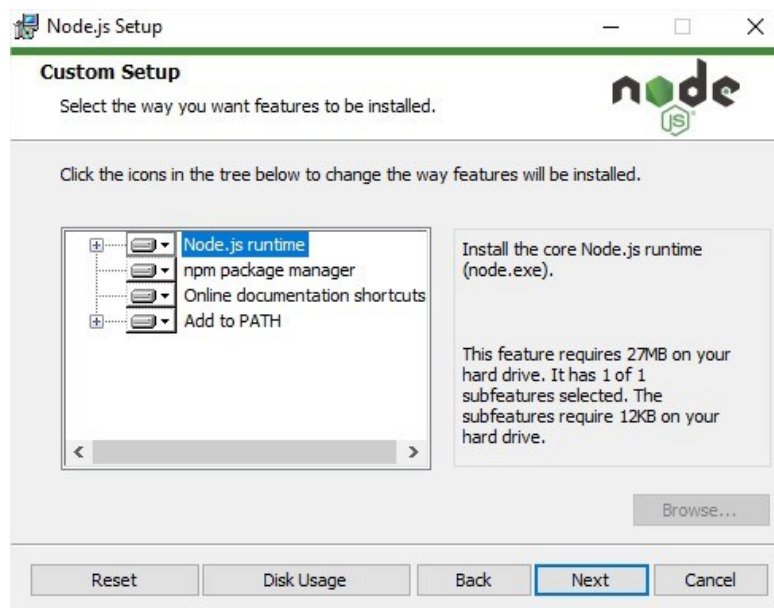 Node.js Setup
Custom Setup
Select the way you want features to be installed.
node
JS
Click the icons in the tree below to change the way features will be installed.
Node.js runtime
npm package manager
Online documentation shortcuts
Add to PATH
Install the core Node.js runtime
(node.exe).
This feature requires 27MB on your
hard drive. It has 1 of 1
subfeatures selected. The
subfeatures require 12KB on your
hard drive.
Browse...
Reset
Disk Usage
Back
Next
Cancel